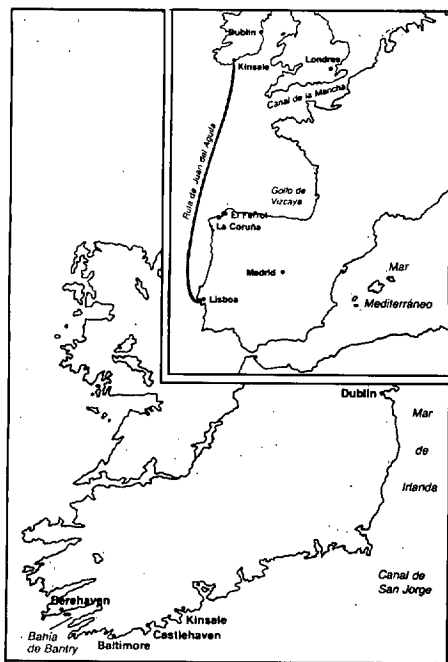 Dublin
Kinsale
Londres
Canal de la Mancha
Ruta de Juan del Aguila
Golfo de
Vizcaya
El Ferrol
La Coruña
Madrid
Mar
Mediterráneo
Lisboa
Dublin
Mar
de
Irlanda
Canal de
San Jorge
Berehaven
Kinsale
Castlehaven
Bahía
de Bantry
Baltimore